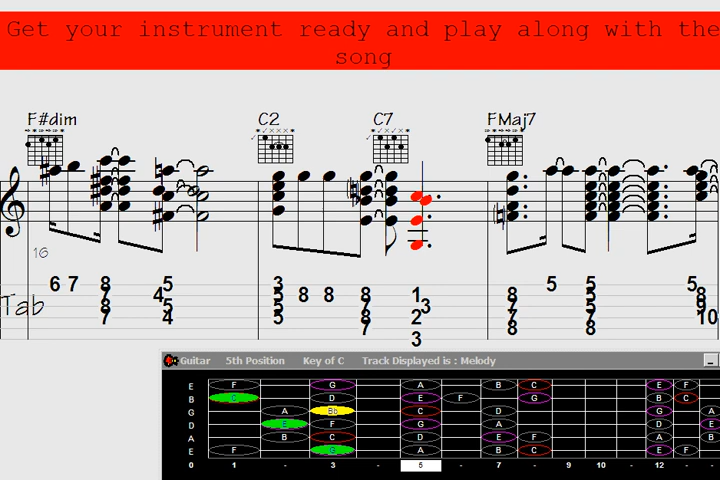 Get your instrument ready and play along with the
song
F#dim C2 C7 FMaj7
16
Tab
6 7 8 5 3 5 5
7 4 5 8 8 8 1 8 5 8
8 5 5 8 3 7 5 9
7 4 5 8 2 7 7 10
7 3 8 8
Guitar 5th Position Key of C Track Displayed is : Melody
E F G A B C E F
B C D E F G B C
G A Bb C D G A
D E F G A D E
A B C D E F A B
E F G A B C E F
0 1 - 3 - 5 - 7 - 9 10 - 12 - -